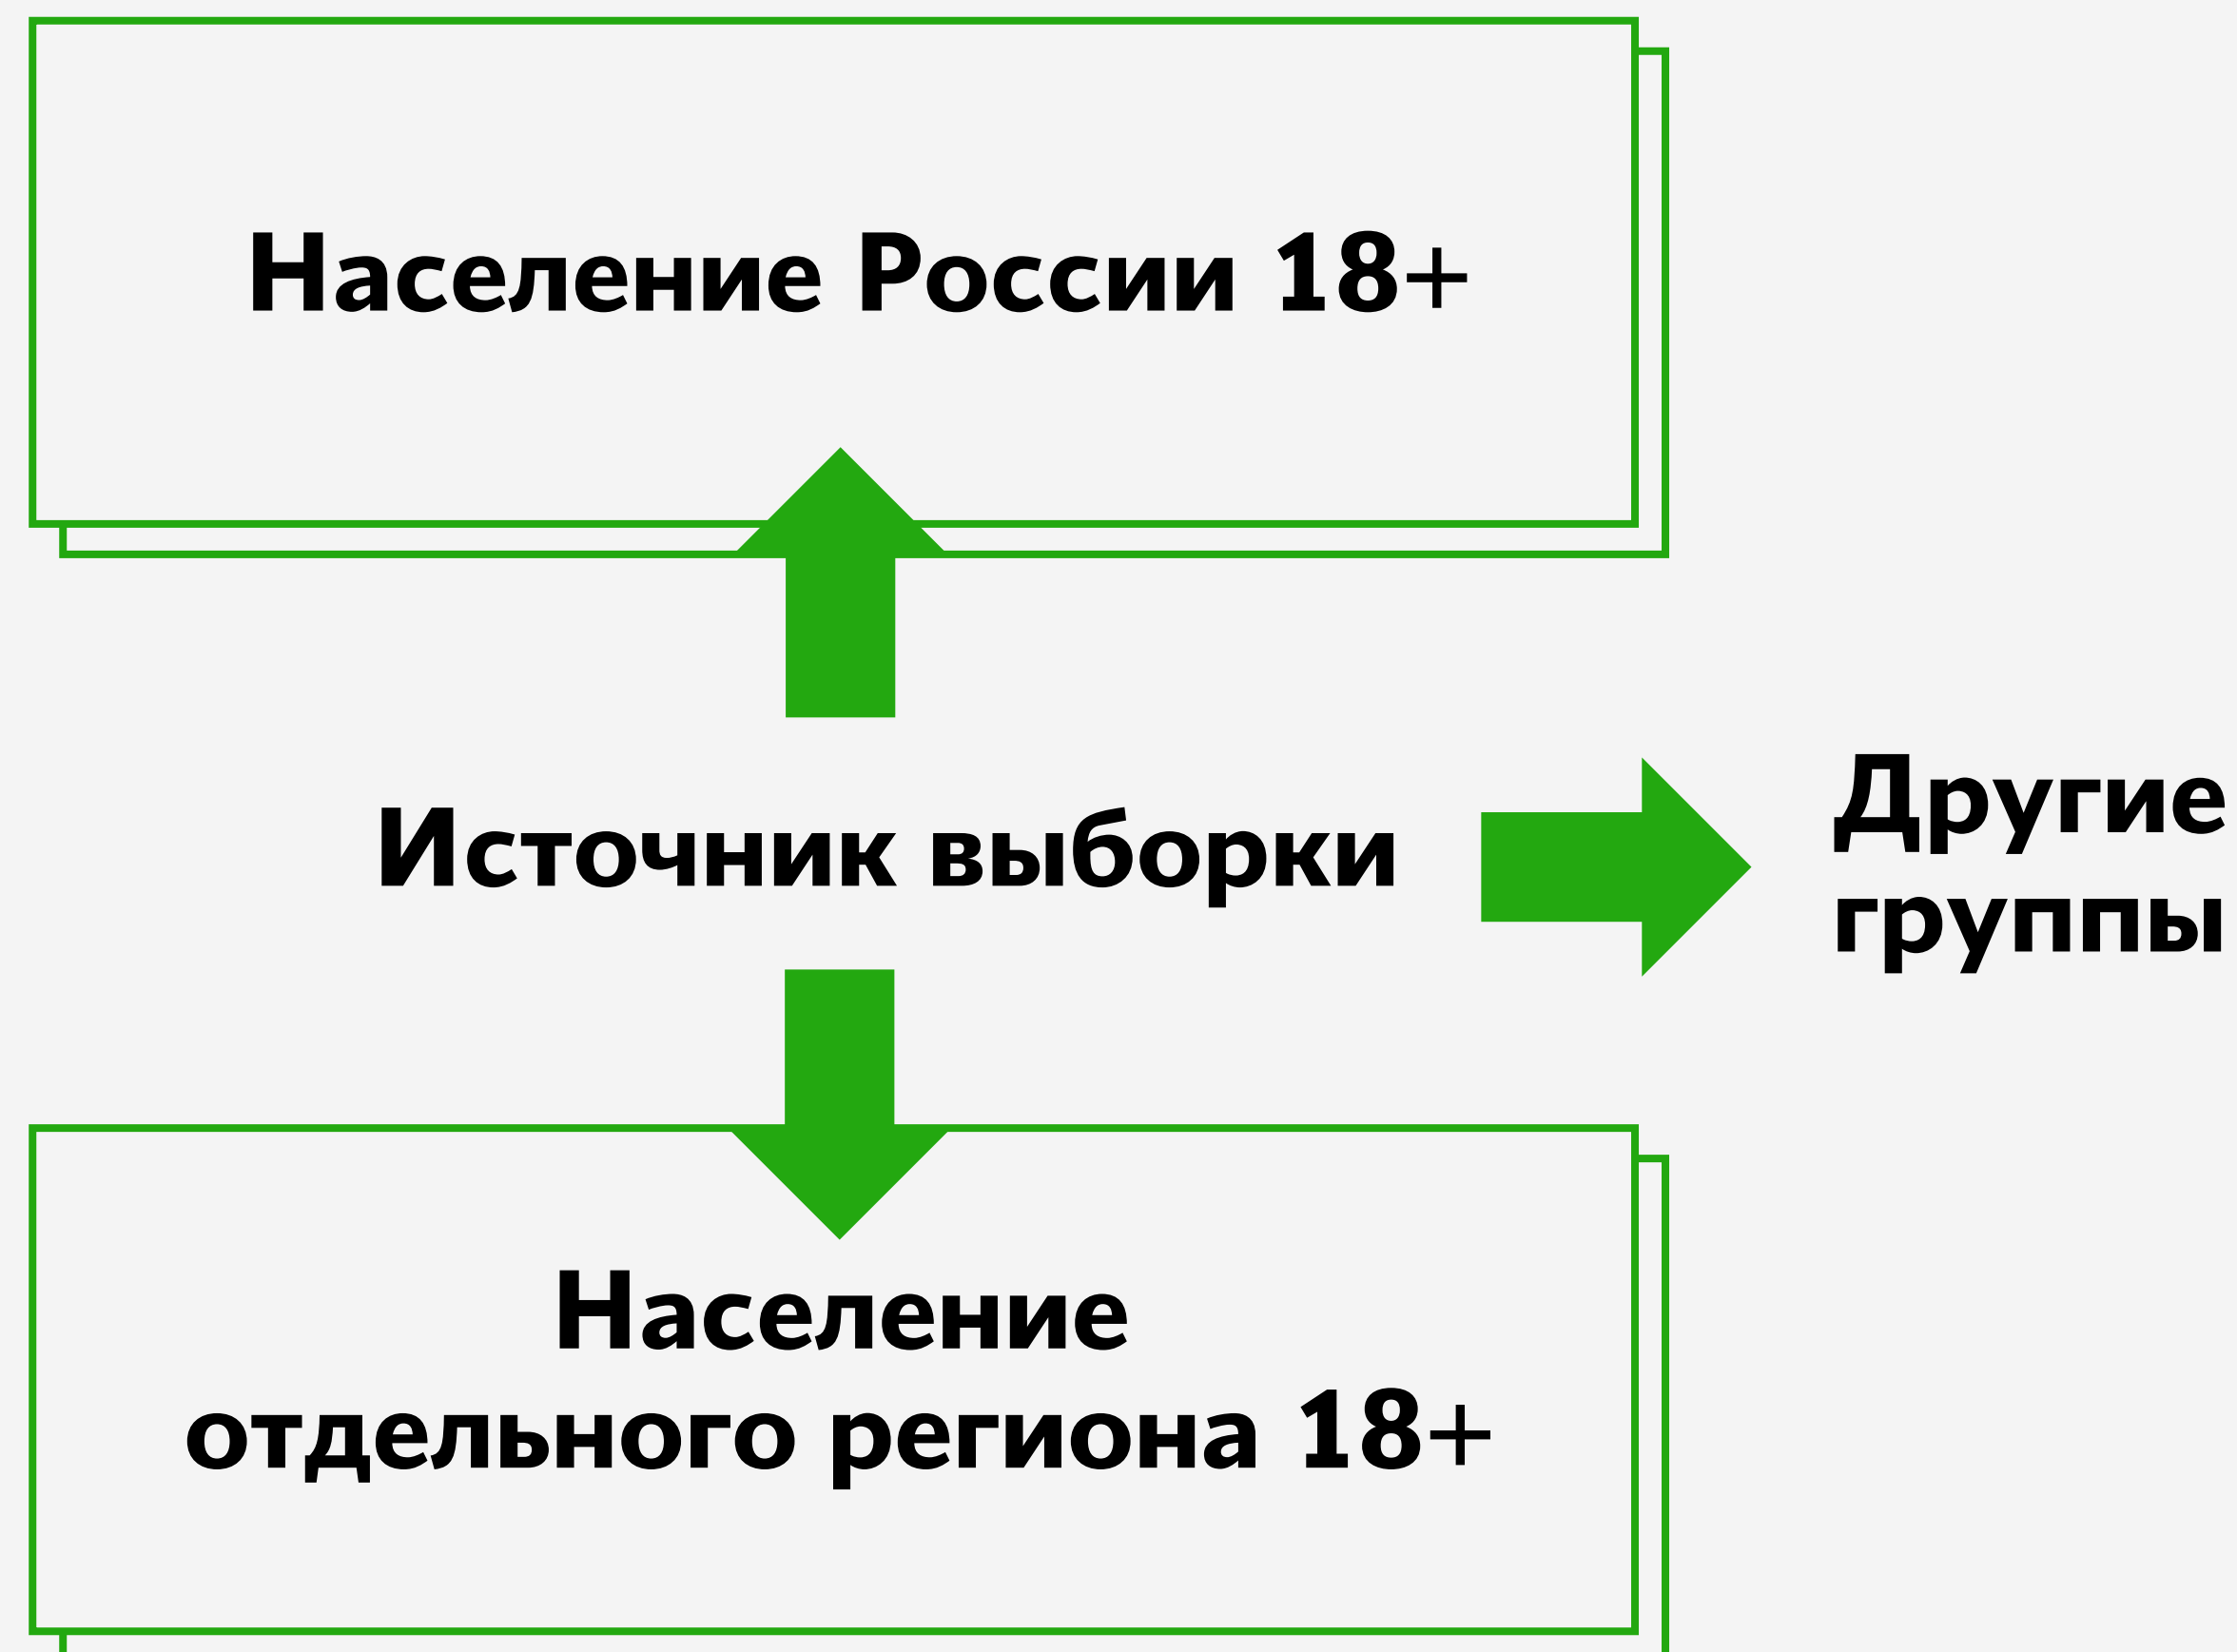 Население России 18+
Источник выборки
Другие
группы
Население
отдельного региона 18+